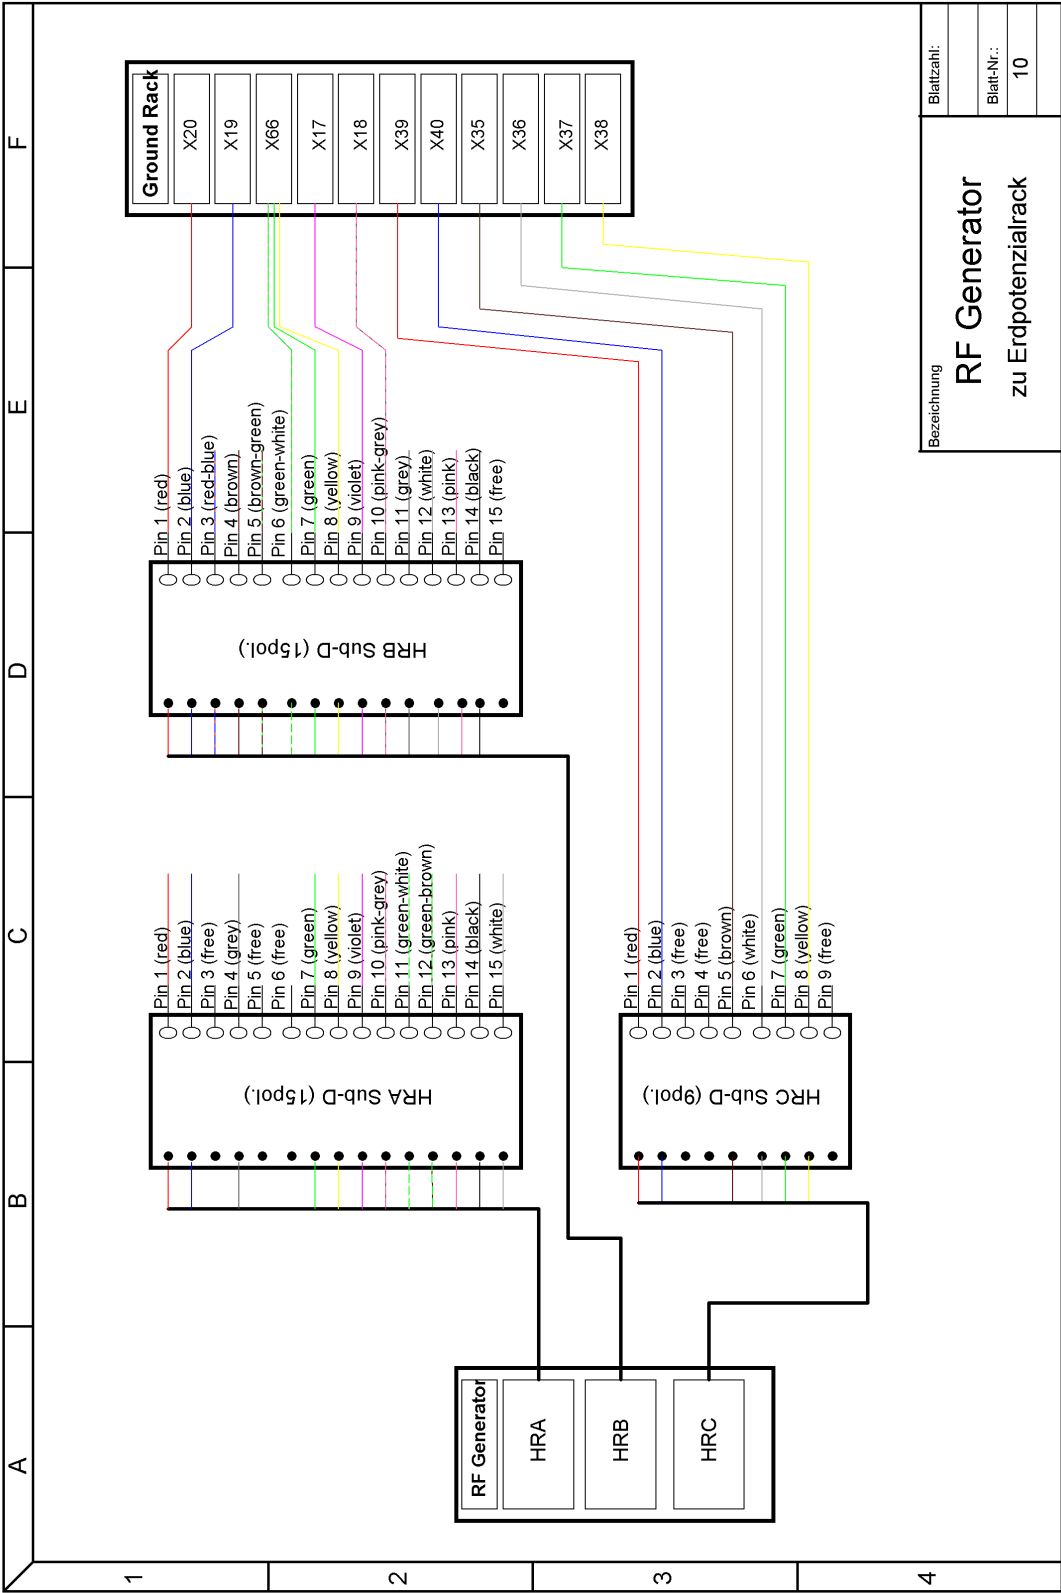 A
B
C
D
E
F
1
2
3
4
RF Generator
HRA
HRB
HRC
HRA Sub-D (15pol.)
Pin 1 (red)
Pin 2 (blue)
Pin 3 (free)
Pin 4 (grey)
Pin 5 (free)
Pin 6 (free)
Pin 7 (green)
Pin 8 (yellow)
Pin 9 (violet)
Pin 10 (pink-grey)
Pin 11 (green-white)
Pin 12 (green-brown)
Pin 13 (pink)
Pin 14 (black)
Pin 15 (white)
HRB Sub-D (15pol.)
Pin 1 (red)
Pin 2 (blue)
Pin 3 (red-blue)
Pin 4 (brown)
Pin 5 (brown-green)
Pin 6 (green-white)
Pin 7 (green)
Pin 8 (yellow)
Pin 9 (violet)
Pin 10 (pink-grey)
Pin 11 (grey)
Pin 12 (white)
Pin 13 (pink)
Pin 14 (black)
Pin 15 (free)
HRC Sub-D (9pol.)
Pin 1 (red)
Pin 2 (blue)
Pin 3 (free)
Pin 4 (free)
Pin 5 (brown)
Pin 6 (white)
Pin 7 (green)
Pin 8 (yellow)
Pin 9 (free)
Ground Rack
X20
X19
X66
X17
X18
X39
X40
X35
X36
X37
X38
Bezeichnung
RF Generator
zu Erdpotenzialrack
Blattzahl:
Blatt-Nr.:
10